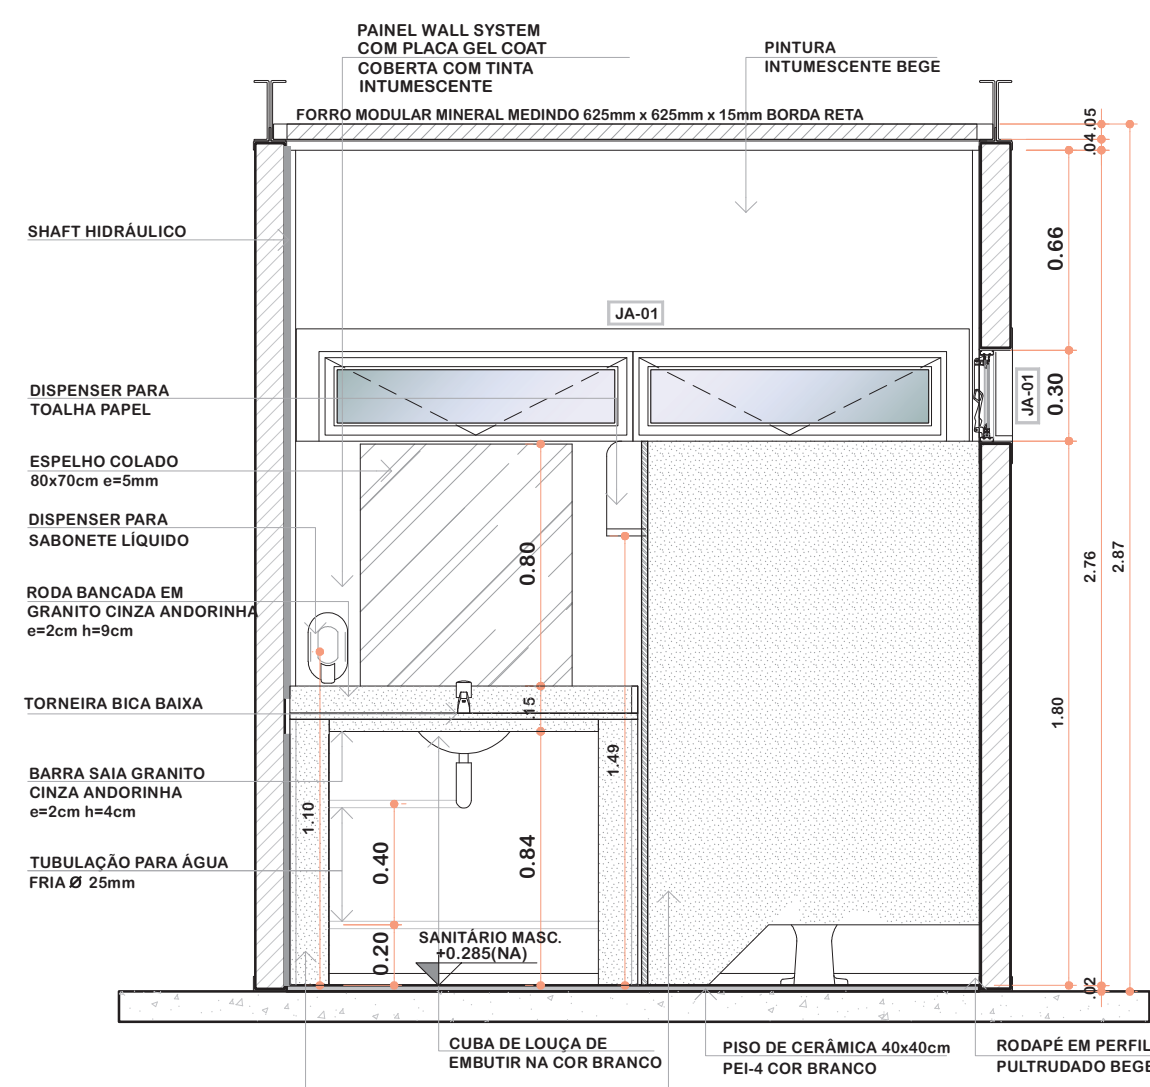 PAINEL WALL SYSTEM
COM PLACA GEL COAT
COBERTA COM TINTA
INTUMESCENTE
PINTURA
INTUMESCENTE BEGE
FORRO MODULAR MINERAL MEDINDO 625mm x 625mm x 15mm BORDA RETA
.05
.04
SHAFT HIDRÁULICO
0.66
JA-01
DISPENSER PARA
TOALHA PAPEL
JA-01
0.30
ESPELHO COLADO
80x70cm e=5mm
DISPENSER PARA
SABONETE LÍQUIDO
0.80
2.76
2.87
RODA BANCADA EM
GRANITO CINZA ANDORINHA
e=2cm h=9cm
TORNEIRA BICA BAIXA
.15
1.80
1.49
BARRA SAIA GRANITO
CINZA ANDORINHA
e=2cm h=4cm
1.10
0.40
0.84
TUBULAÇÃO PARA ÁGUA
FRIA Ø 25mm
0.20
SANITÁRIO MASC.
+0.285(NA)
.02
CUBA DE LOUÇA DE
EMBUTIR NA COR BRANCO
PISO DE CERÂMICA 40x40cm
PEI-4 COR BRANCO
RODAPÉ EM PERFIL
PULTRUDADO BEGE